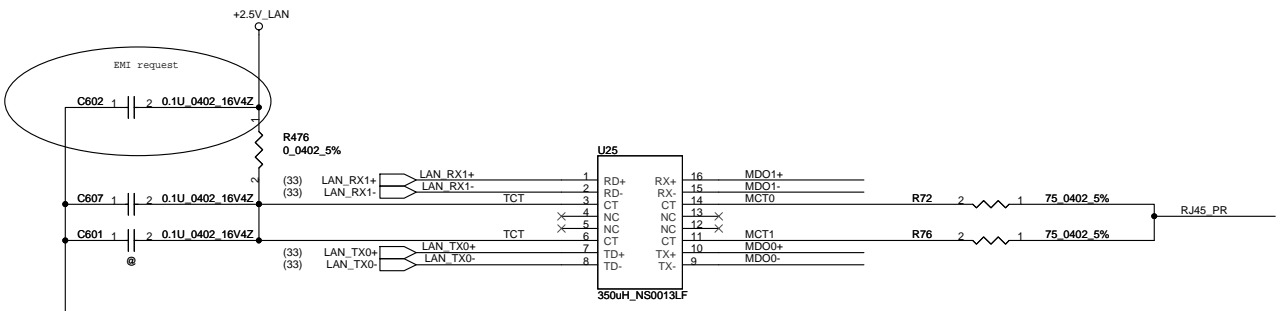 +2.5V_LAN
EMI request
C602 1 2 0.1U_0402_16V4Z
1
R476
0_0402_5%
2
U25
(33) LAN_RX1+ LAN_RX1+ 1 RD+ RX+ 16 MDO1+
(33) LAN_RX1- LAN_RX1- 2 RD- RX- 15 MDO1-
C607 1 2 0.1U_0402_16V4Z TCT 3 CT CT 14 MCT0 R72 2 1 75_0402_5%
4 NC NC 13
RJ45_PR
5 NC NC 12
C601 1 2 0.1U_0402_16V4Z TCT 6 CT CT 11 MCT1 R76 2 1 75_0402_5%
@
(33) LAN_TX0+ LAN_TX0+ 7 TD+ TX+ 10 MDO0+
(33) LAN_TX0- LAN_TX0- 8 TD- TX- 9 MDO0-
350uH_NS0013LF